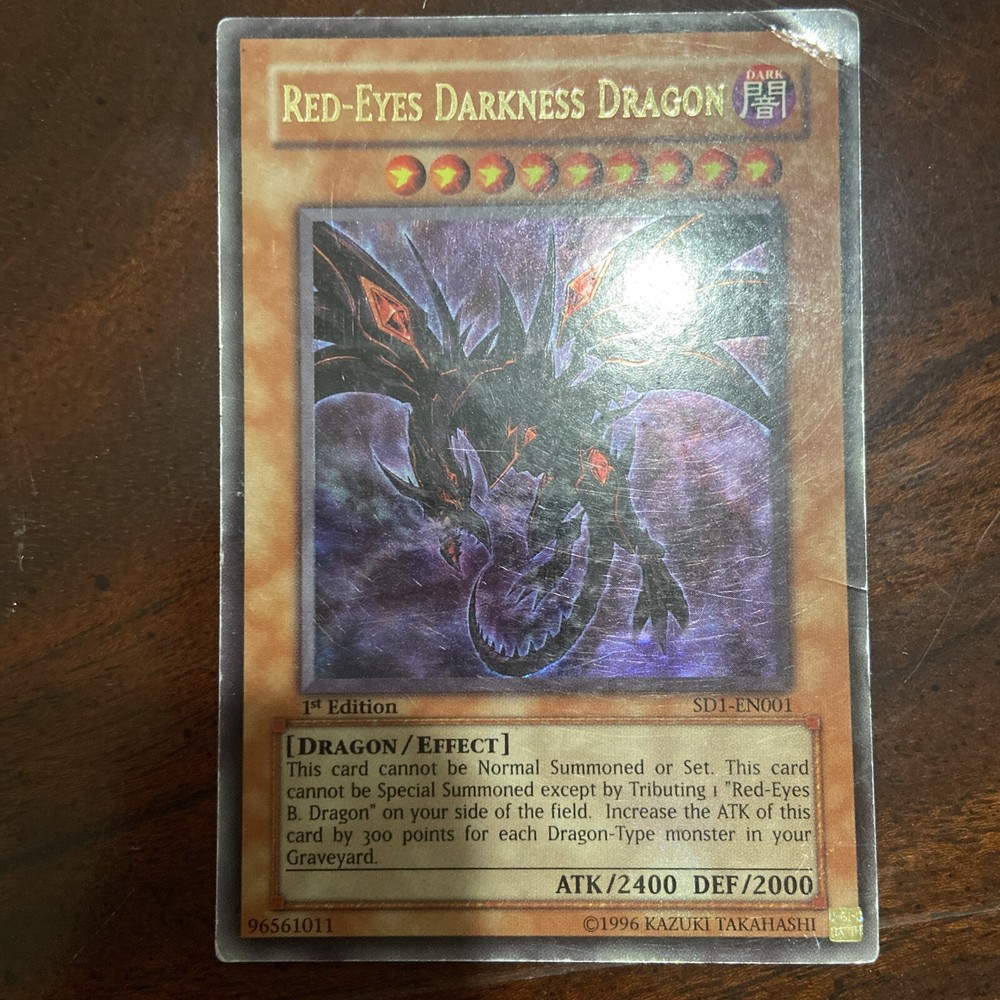 RED-EYES DARKNESS DRAGON
DARK
闇
1st Edition
SD1-EN001
[DRAGON/EFFECT]
This card cannot be Normal Summoned or Set. This card
cannot be Special Summoned except by Tributing 1 "Red-Eyes
B. Dragon" on your side of the field. Increase the ATK of this
card by 300 points for each Dragon-Type monster in your
Graveyard.
ATK/2400 DEF/2000
96561011
©1996 KAZUKI TAKAHASHI